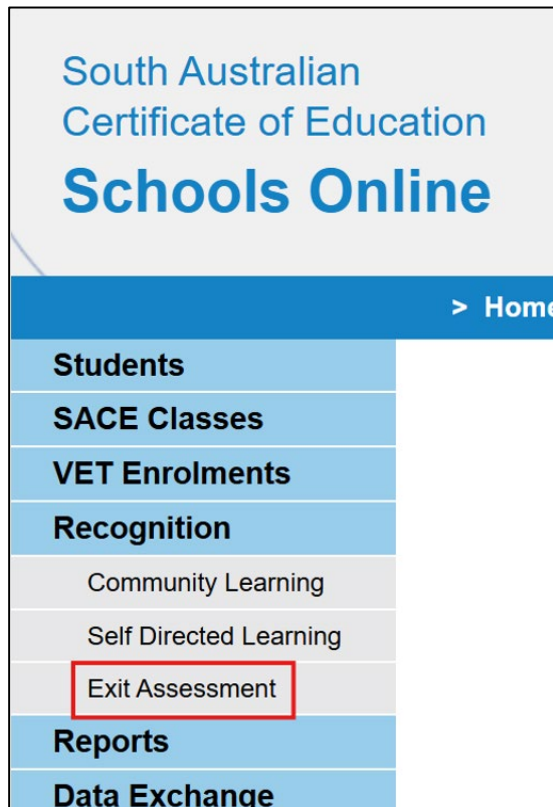 South Australian
Certificate of Education
Schools Online
> Home
Students
SACE Classes
VET Enrolments
Recognition
Community Learning
Self Directed Learning
Exit Assessment
Reports
Data Exchange